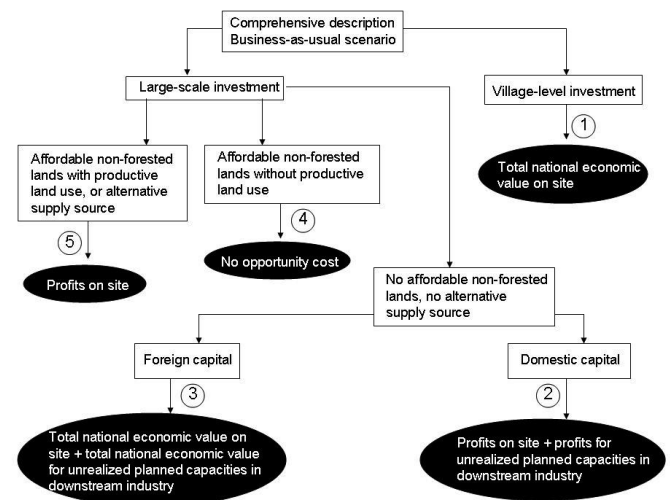 Comprehensive description
Business-as-usual scenario
Large-scale investment
Village-level investment
1
Total national economic
value on site
Affordable non-forested
lands with productive
land use, or alternative
supply source
Affordable non-forested
lands without productive
land use
5
4
Profits on site
No opportunity cost
No affordable non-forested
lands, no alternative
supply source
Foreign capital
Domestic capital
3
2
Total national economic value on
site + total national economic value
for unrealized planned capacities in
downstream industry
Profits on site + profits for
unrealized planned capacities in
downstream industry